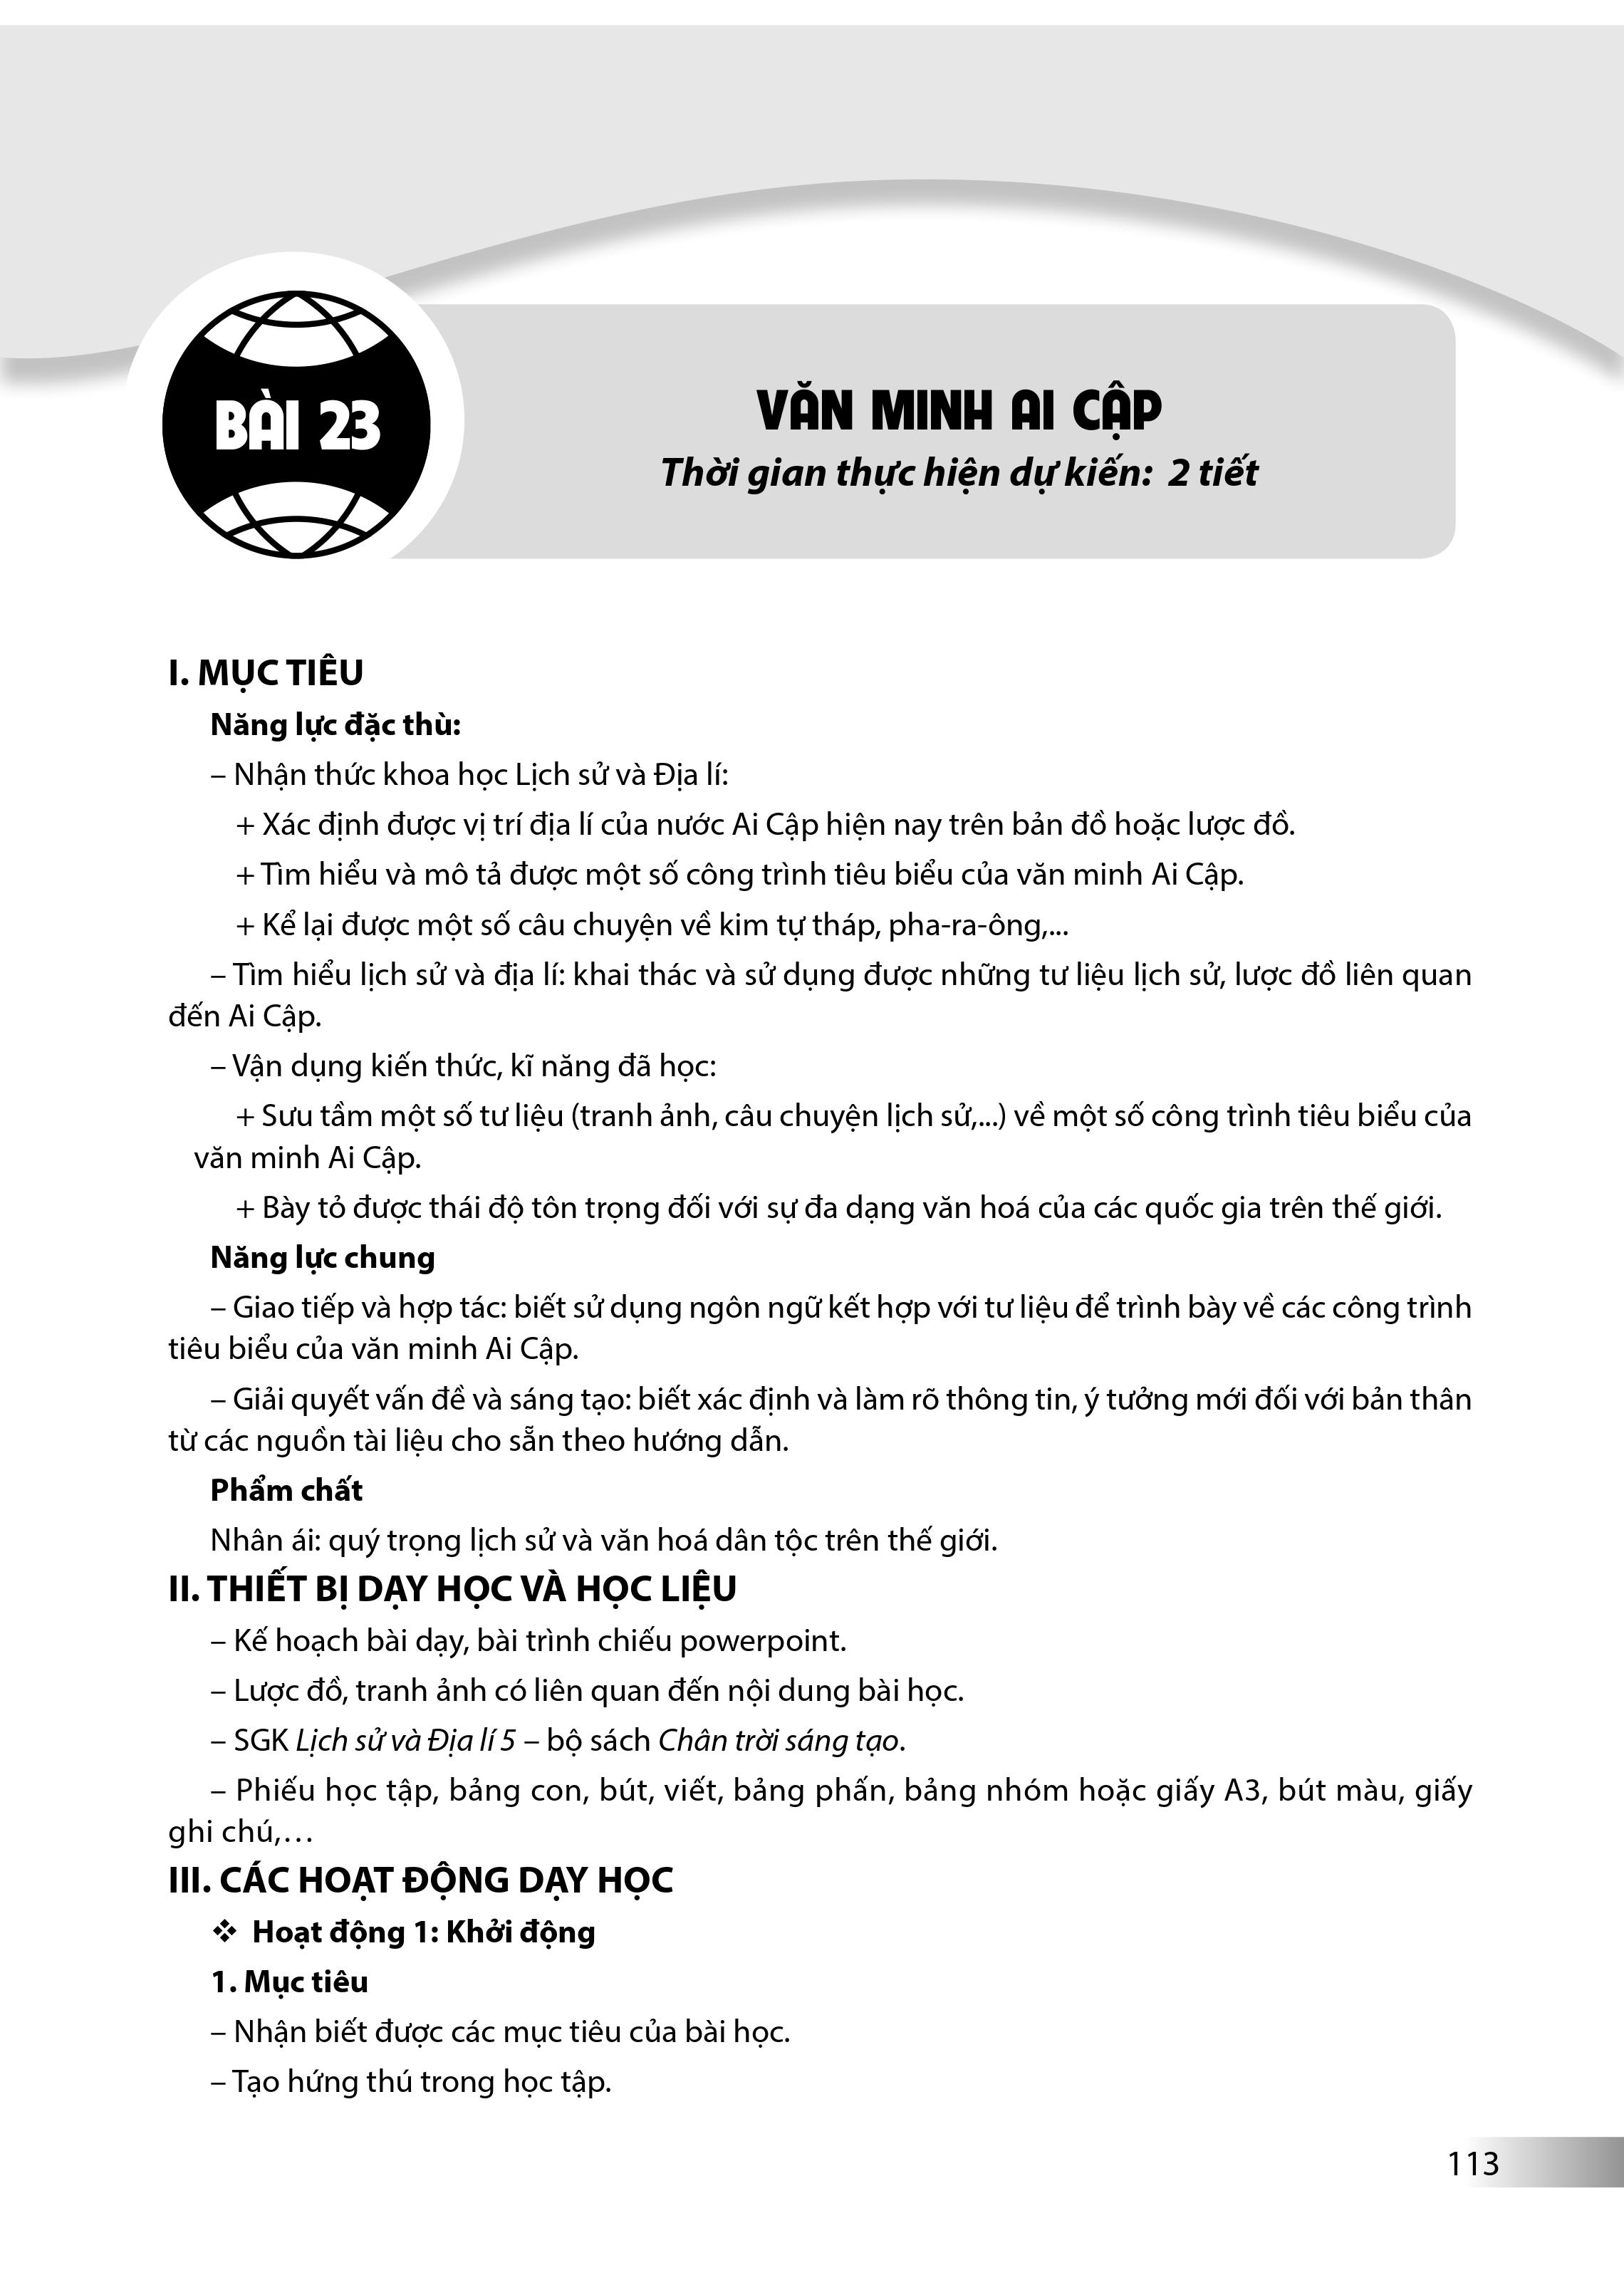 BÀI 23
VĂN MINH AI CẬP
Thời gian thực hiện dự kiến: 2 tiết
I. MỤC TIÊU
Năng lực đặc thù:
– Nhận thức khoa học Lịch sử và Địa lí:
+ Xác định được vị trí địa lí của nước Ai Cập hiện nay trên bản đồ hoặc lược đồ.
+ Tìm hiểu và mô tả được một số công trình tiêu biểu của văn minh Ai Cập.
+ Kể lại được một số câu chuyện về kim tự tháp, pha-ra-ông,...
– Tìm hiểu lịch sử và địa lí: khai thác và sử dụng được những tư liệu lịch sử, lược đồ liên quan
đến Ai Cập.
– Vận dụng kiến thức, kĩ năng đã học:
+ Sưu tầm một số tư liệu (tranh ảnh, câu chuyện lịch sử,...) về một số công trình tiêu biểu của
văn minh Ai Cập.
+ Bày tỏ được thái độ tôn trọng đối với sự đa dạng văn hoá của các quốc gia trên thế giới.
Năng lực chung
– Giao tiếp và hợp tác: biết sử dụng ngôn ngữ kết hợp với tư liệu để trình bày về các công trình
tiêu biểu của văn minh Ai Cập.
– Giải quyết vấn đề và sáng tạo: biết xác định và làm rõ thông tin, ý tưởng mới đối với bản thân
từ các nguồn tài liệu cho sẵn theo hướng dẫn.
Phẩm chất
Nhân ái: quý trọng lịch sử và văn hoá dân tộc trên thế giới.
II. THIẾT BỊ DẠY HỌC VÀ HỌC LIỆU
– Kế hoạch bài dạy, bài trình chiếu powerpoint.
– Lược đồ, tranh ảnh có liên quan đến nội dung bài học.
– SGK Lịch sử và Địa lí 5 – bộ sách Chân trời sáng tạo.
– Phiếu học tập, bảng con, bút, viết, bảng phấn, bảng nhóm hoặc giấy A3, bút màu, giấy
ghi chú,…
III. CÁC HOẠT ĐỘNG DẠY HỌC
❖ Hoạt động 1: Khởi động
1. Mục tiêu
– Nhận biết được các mục tiêu của bài học.
– Tạo hứng thú trong học tập.
113